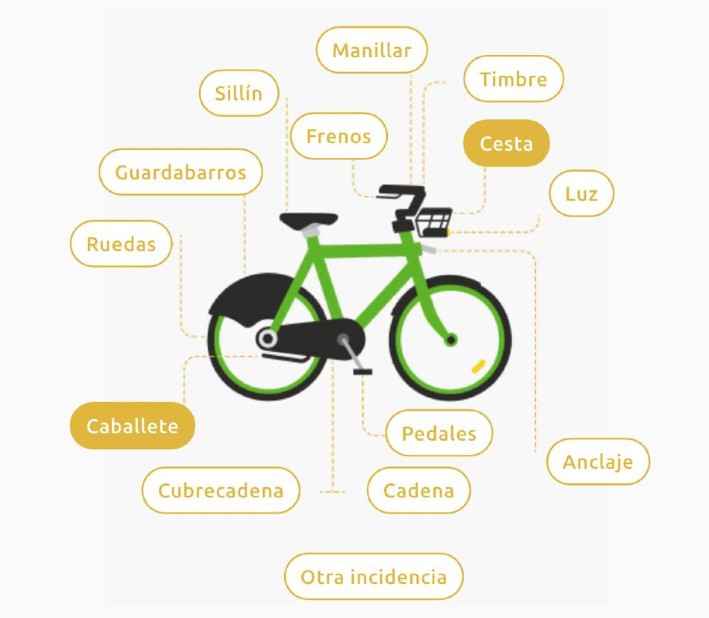 Manillar
Timbre
Sillín
Frenos
Cesta
Guardabarros
Luz
Ruedas
Caballete
Pedales
Anclaje
Cubrecadena
Cadena
Otra incidencia